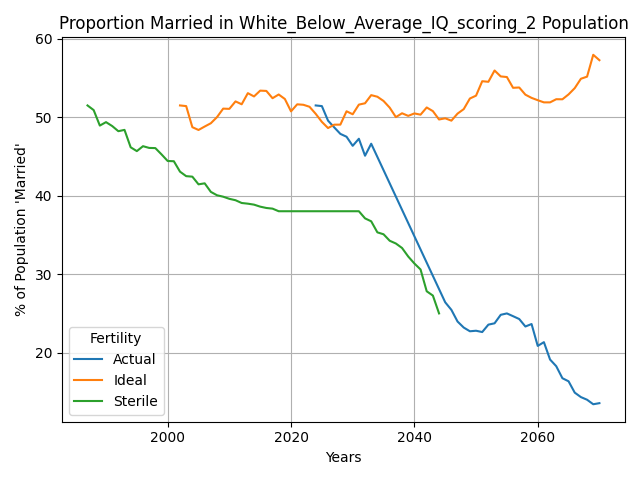 Proportion Married in White_Below_Average_IQ_scoring_2 Population
60
50
40
30
20
% of Population 'Married'
Fertility
Actual
Ideal
Sterile
2000 2020 2040 2060
Years